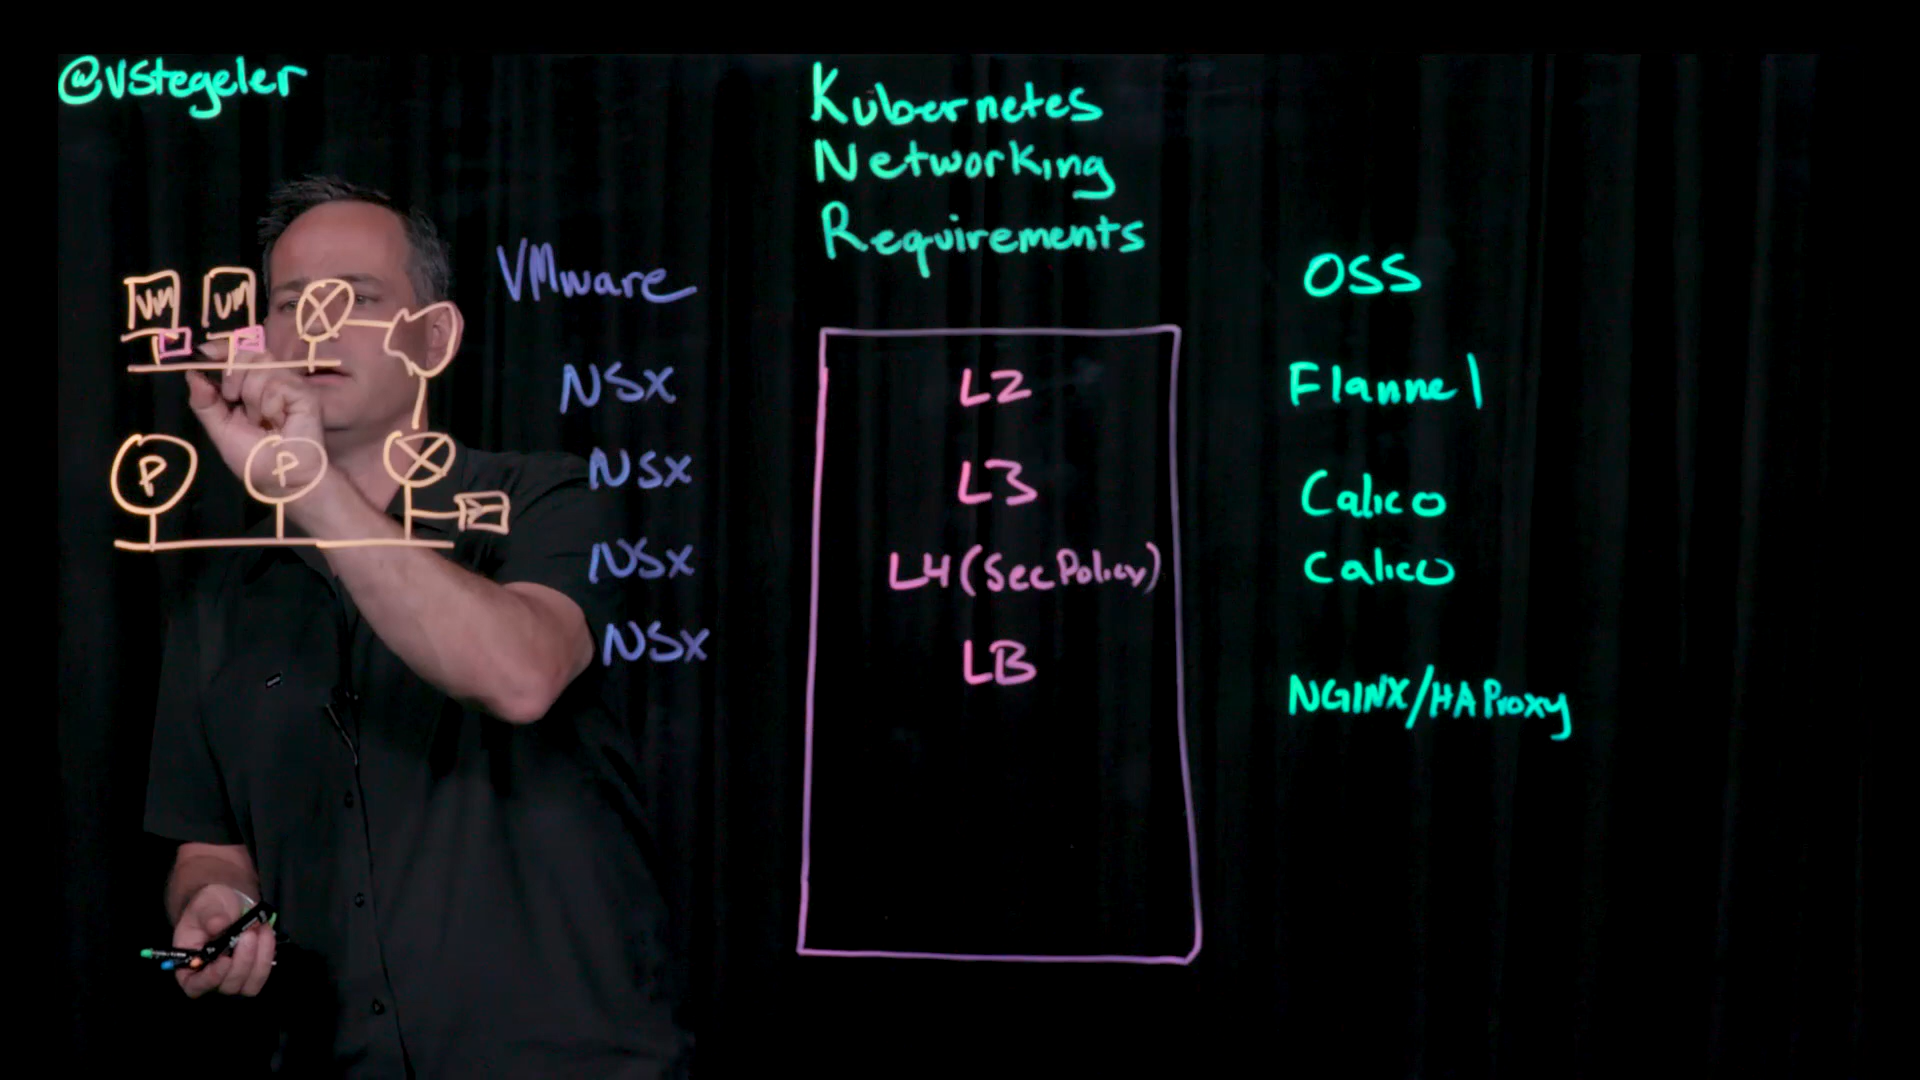 @vStegeler
Kubernetes
Networking
Requirements
VMware
OSS
VM VM
NSX L2 Flannel
NSX L3 Calico
P P
NSX L4 (Sec Policy) Calico
NSX LB NGINX/HAProxy